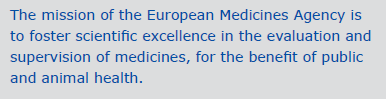 The mission of the European Medicines Agency is
to foster scientific excellence in the evaluation and
supervision of medicines, for the benefit of public
and animal health.